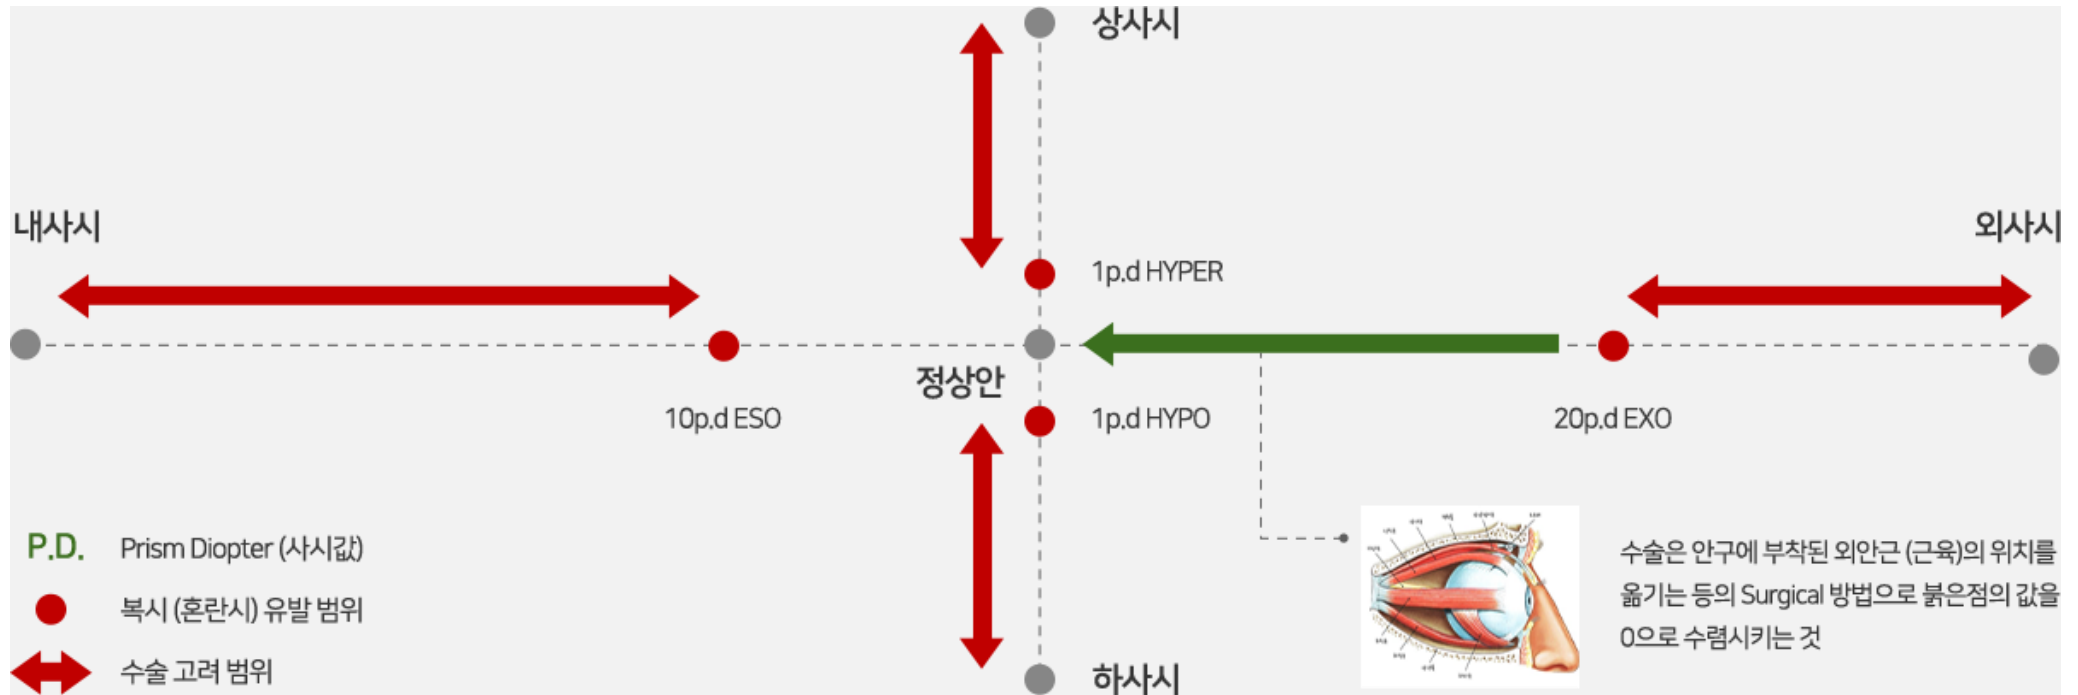 상사시
내사시
외사시
1p.d HYPER
정상안
10p.d ESO
1p.d HYPO
20p.d EXO
P.D. Prism Diopter (사시값)
복시 (혼란시) 유발 범위
수술 고려 범위
수술은 안구에 부착된 외안근 (근육)의 위치를
옮기는 등의 Surgical 방법으로 붉은점의 값을
0으로 수렴시키는 것
하사시